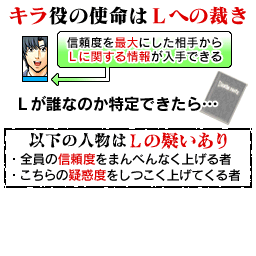 キラ役の使命はLへの裁き
信頼度を最大にした相手から
Lに関する情報が入手できる
Lが誰なのか特定できたら…
以下の人物はLの疑いあり
・全員の信頼度をまんべんなく上げる者
・こちらの疑惑度をしつこく上げてくる者